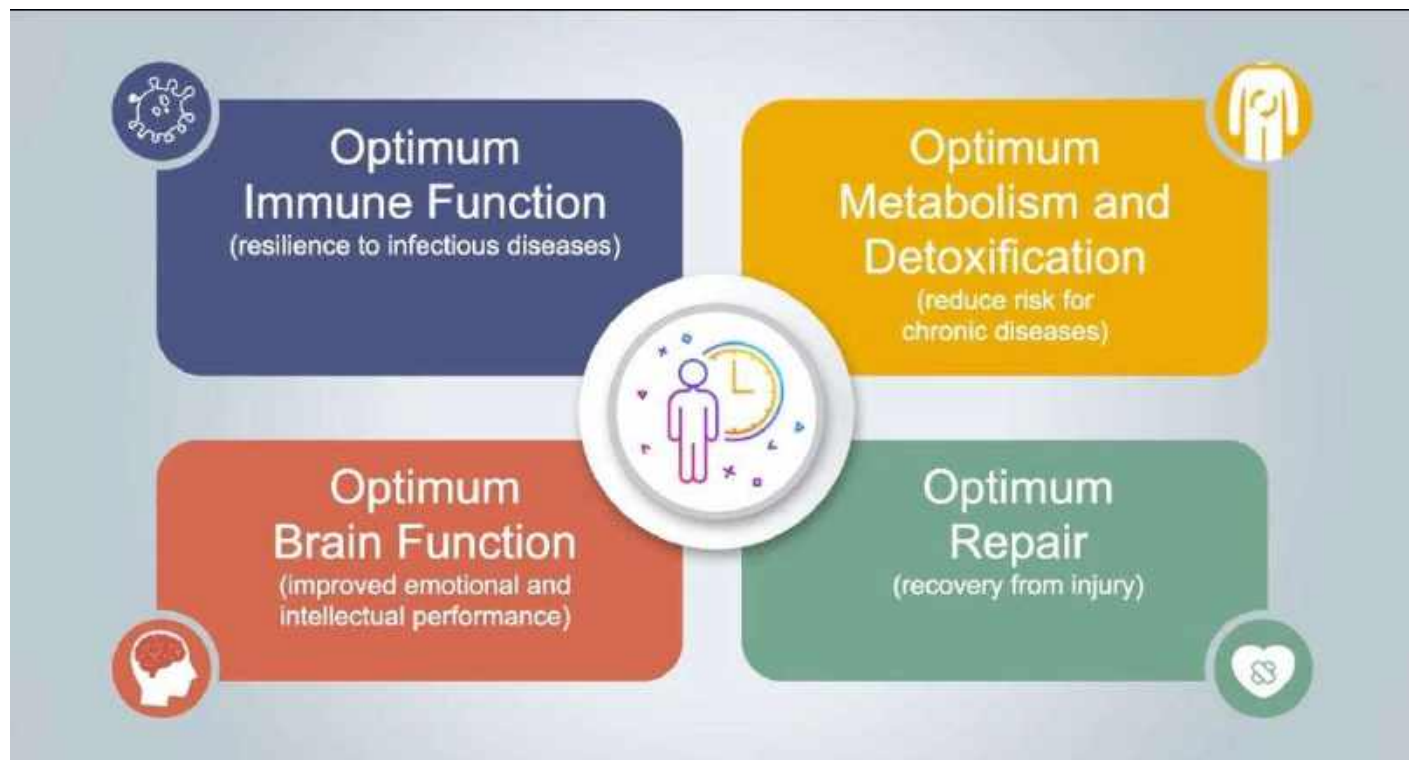 Optimum
Immune Function
(resilience to infectious diseases)
Optimum
Metabolism and
Detoxification
(reduce risk for
chronic diseases)
Optimum
Brain Function
(improved emotional and
intellectual performance)
Optimum
Repair
(recovery from injury)